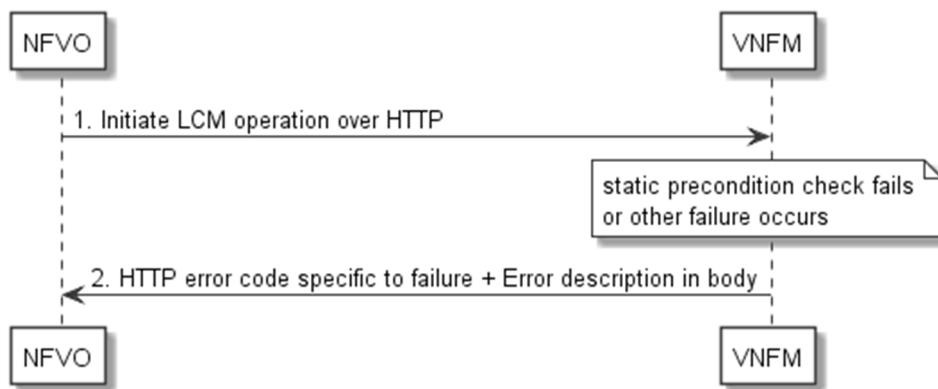 NFVO
VNFM
1. Initiate LCM operation over HTTP
static precondition check fails
or other failure occurs
2. HTTP error code specific to failure + Error description in body
NFVO
VNFM